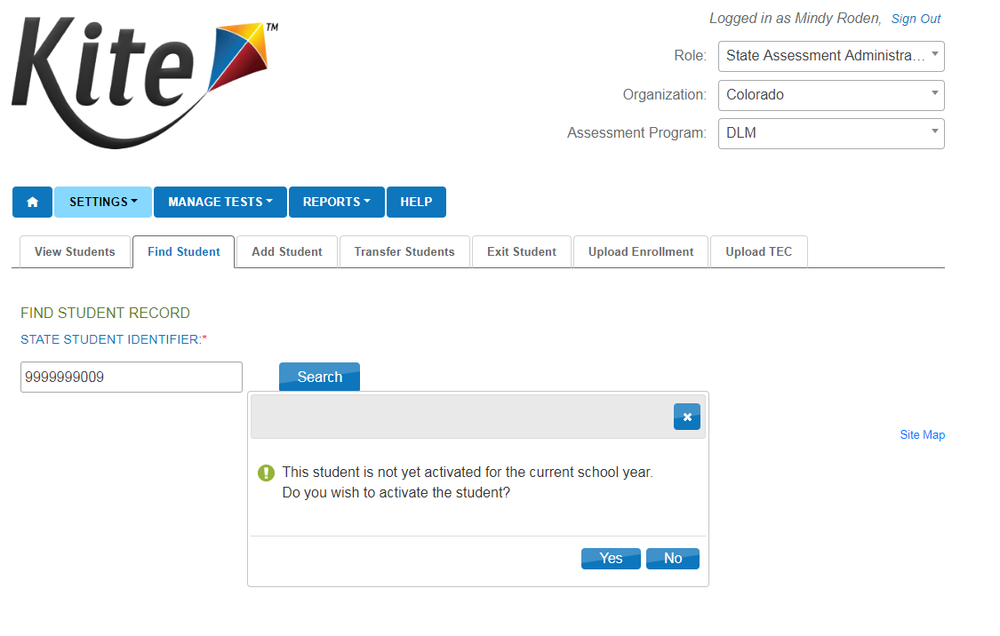 Kite™
Logged in as Mindy Roden, Sign Out
Role: State Assessment Administra...
Organization: Colorado
Assessment Program: DLM
SETTINGS MANAGE TESTS REPORTS HELP
View Students Find Student Add Student Transfer Students Exit Student Upload Enrollment Upload TEC
FIND STUDENT RECORD
STATE STUDENT IDENTIFIER:*
9999999009 Search
Site Map
This student is not yet activated for the current school year.
Do you wish to activate the student?
Yes No